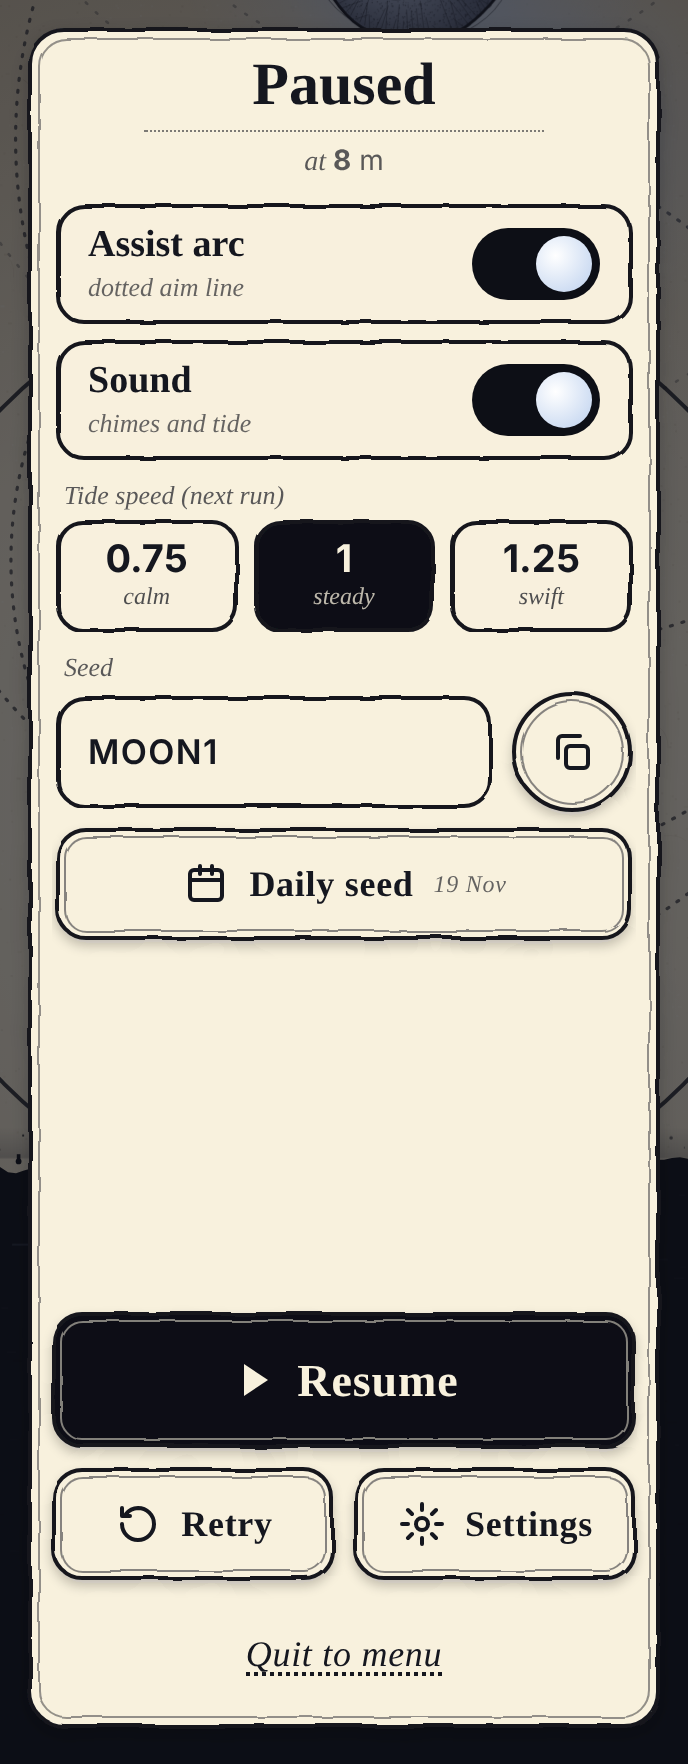 Paused
at 8 m
Assist arc
dotted aim line
Sound
chimes and tide
Tide speed (next run)
0.75 1 1.25
calm steady swift
Seed
MOON1
Daily seed 19 Nov
Resume
Retry Settings
Quit to menu